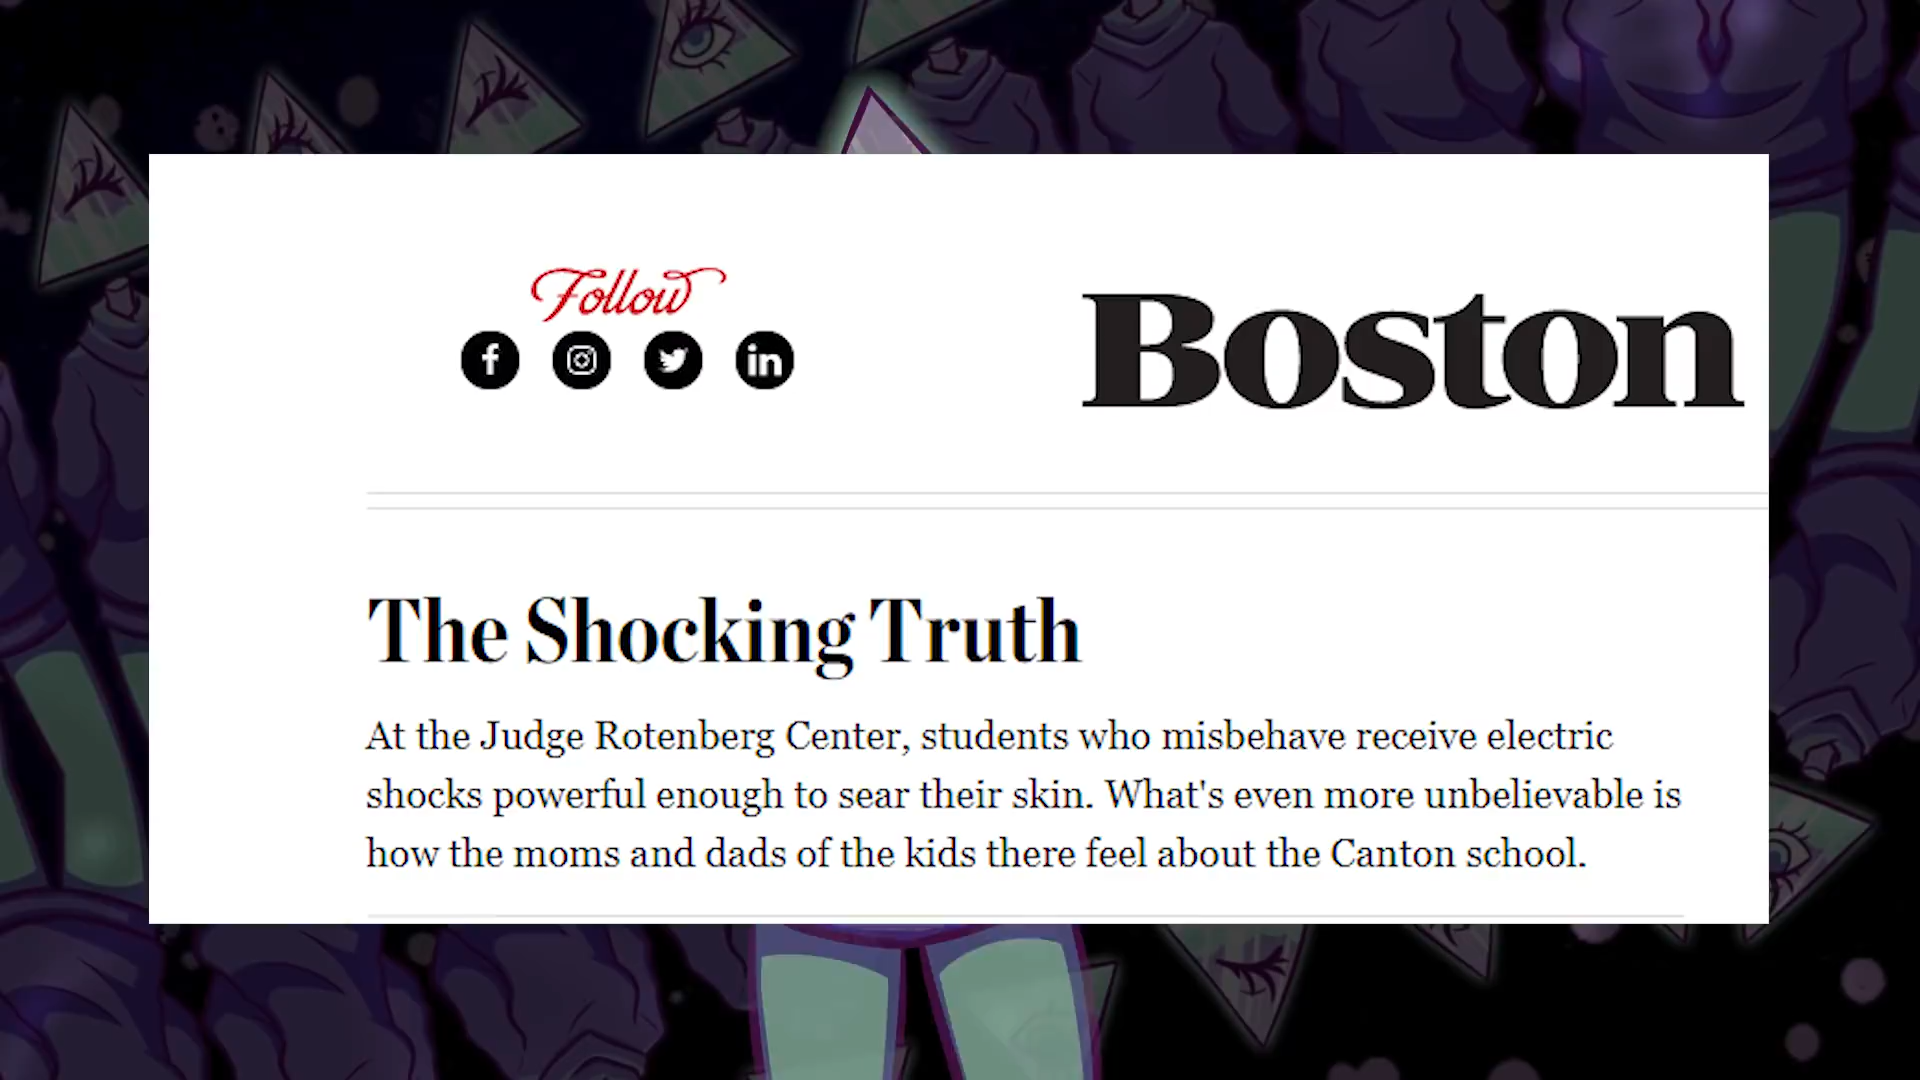 Follow
Boston
The Shocking Truth
At the Judge Rotenberg Center, students who misbehave receive electric
shocks powerful enough to sear their skin. What's even more unbelievable is
how the moms and dads of the kids there feel about the Canton school.